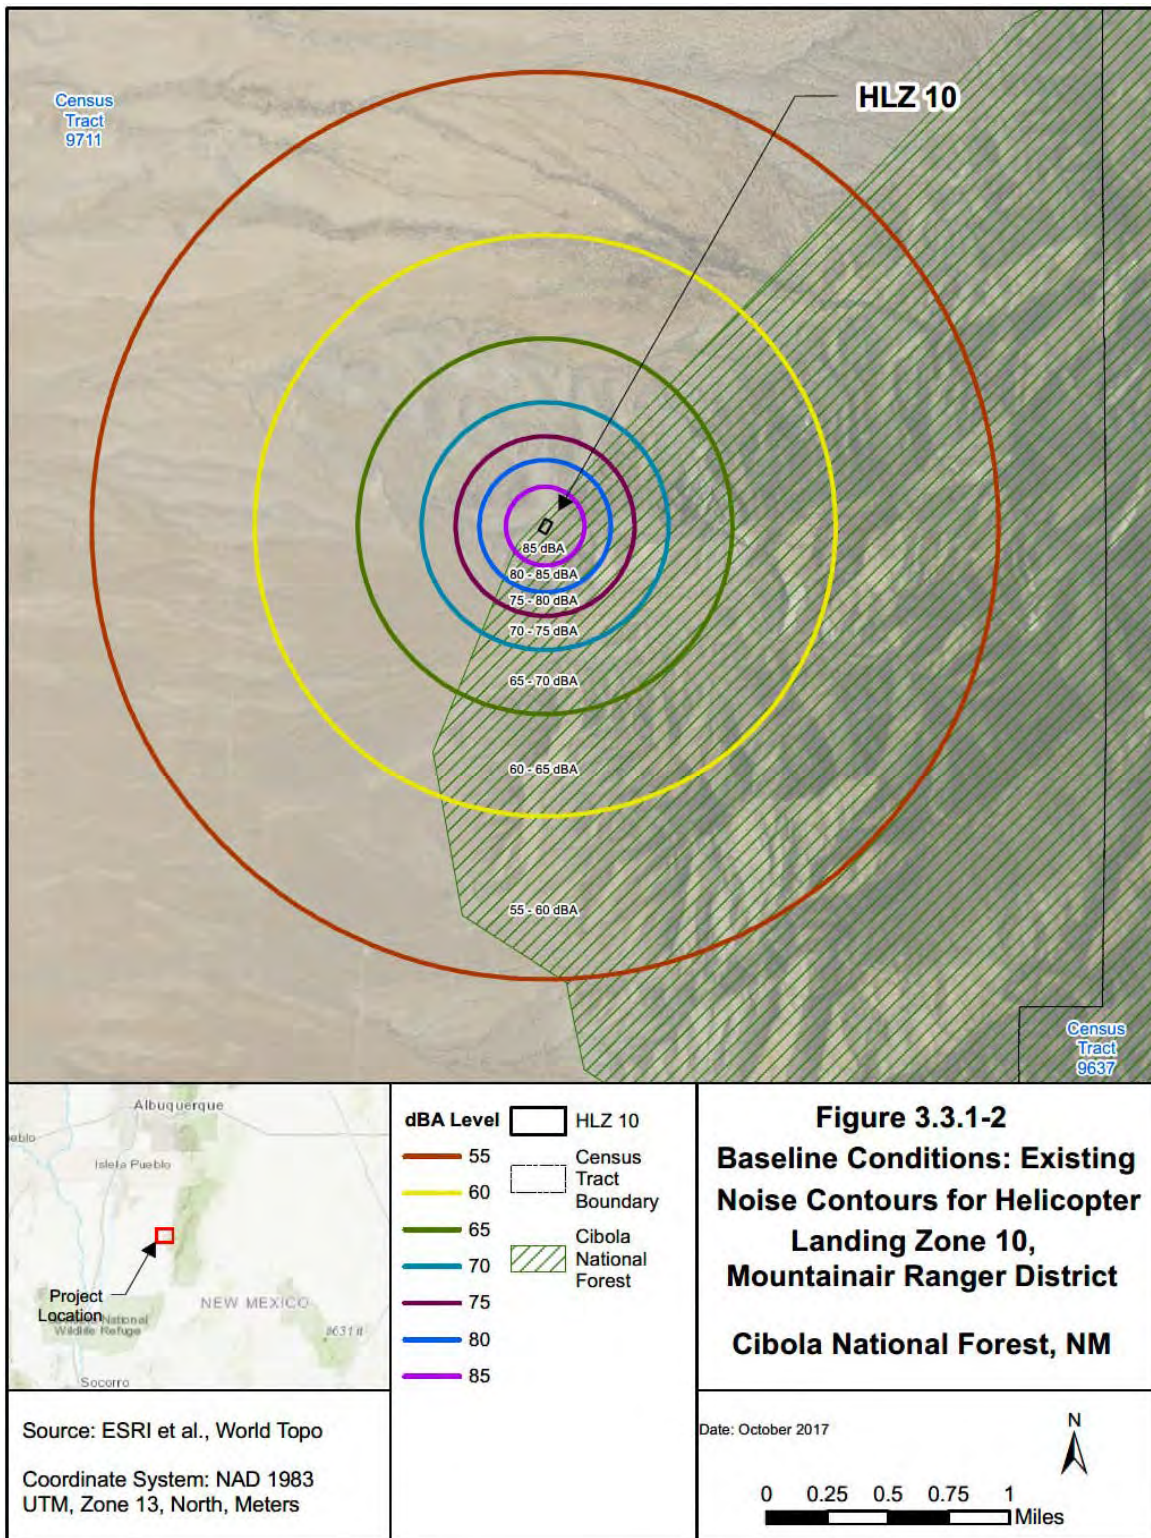 Census
Tract
9711
HLZ 10
85 dBA
80 - 85 dBA
75 - 80 dBA
70 - 75 dBA
65 - 70 dBA
60 - 65 dBA
55 - 60 dBA
Census
Tract
9637
Albuquerque
eblo
Isleta Pueblo
Project
Location
National
Wildlife Refuge
NEW MEXICO
Socorro
dBA Level
55
60
65
70
75
80
85
HLZ 10
Census
Tract
Boundary
Cibola
National
Forest
Figure 3.3.1-2
Baseline Conditions: Existing
Noise Contours for Helicopter
Landing Zone 10,
Mountainair Ranger District
Cibola National Forest, NM
Source: ESRI et al., World Topo
Coordinate System: NAD 1983
UTM, Zone 13, North, Meters
Date: October 2017
N
0 0.25 0.5 0.75 1
Miles